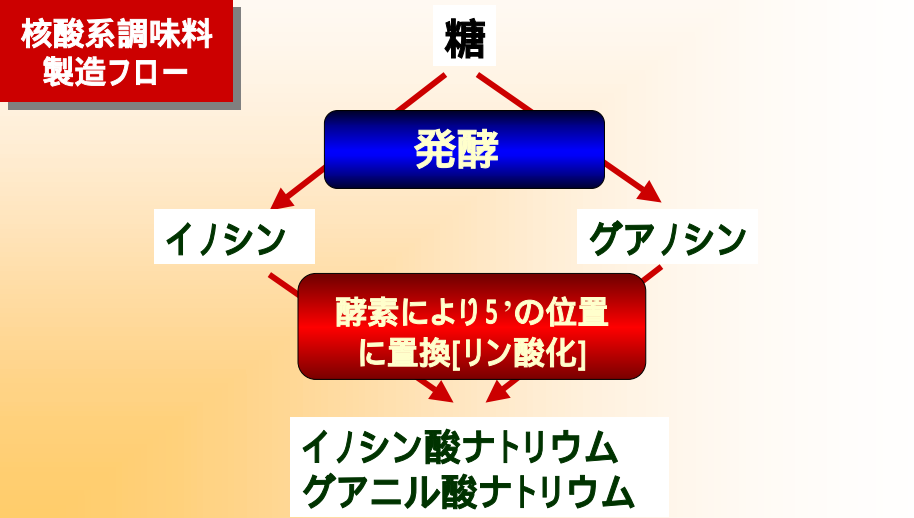 核酸系調味料
製造フロー
糖
発酵
イノシン
グアノシン
酵素により5’の位置
に置換[リン酸化]
イノシン酸ナトリウム
グアニル酸ナトリウム